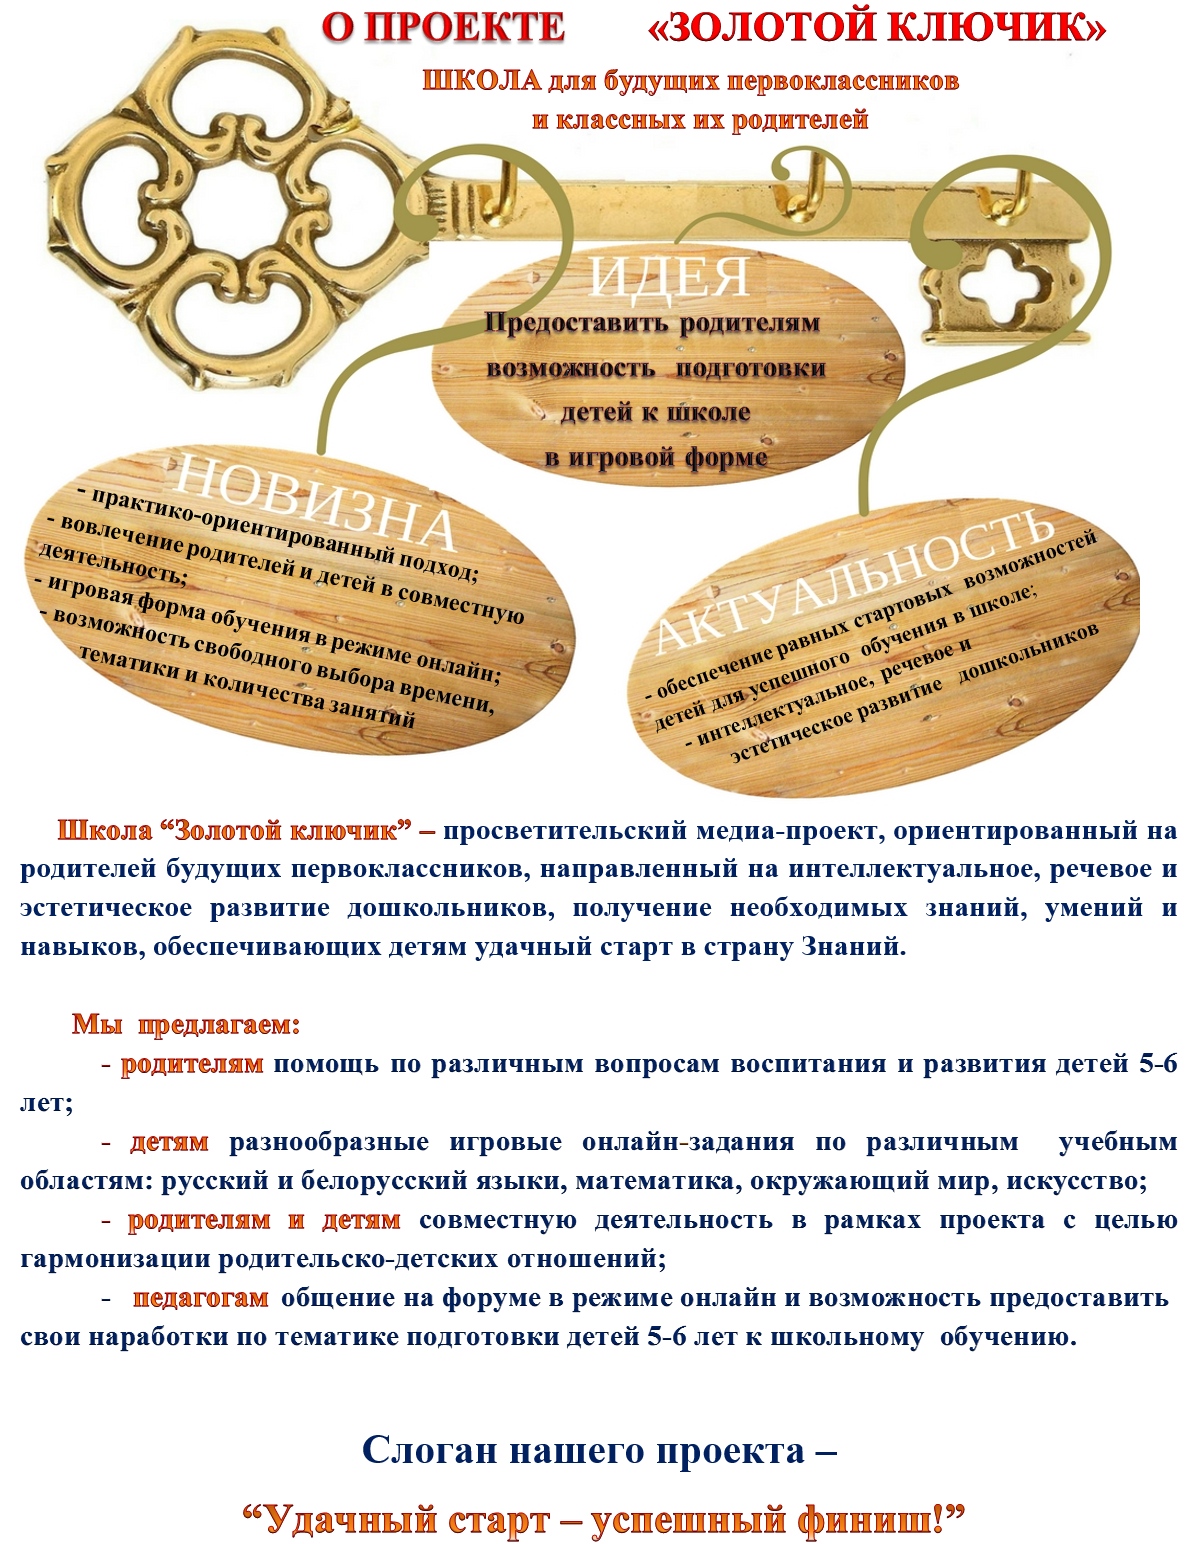 О ПРОЕКТЕ «ЗОЛОТОЙ КЛЮЧИК»
ШКОЛА для будущих первоклассников
и классных их родителей
ИДЕЯ
Предоставить родителям
возможность подготовки
детей к школе
в игровой форме
НОВИЗНА
- практико-ориентированный подход;
- вовлечение родителей и детей в совместную
деятельность;
- игровая форма обучения в режиме онлайн;
- возможность свободного выбора времени,
тематики и количества занятий
АКТУАЛЬНОСТЬ
- обеспечение равных стартовых возможностей
детей для успешного обучения в школе;
- интеллектуальное, речевое и
эстетическое развитие дошкольников
Школа “Золотой ключик” – просветительский медиа-проект, ориентированный на
родителей будущих первоклассников, направленный на интеллектуальное, речевое и
эстетическое развитие дошкольников, получение необходимых знаний, умений и
навыков, обеспечивающих детям удачный старт в страну Знаний.
Мы предлагаем:
- родителям помощь по различным вопросам воспитания и развития детей 5-6
лет;
- детям разнообразные игровые онлайн-задания по различным учебным
областям: русский и белорусский языки, математика, окружающий мир, искусство;
- родителям и детям совместную деятельность в рамках проекта с целью
гармонизации родительско-детских отношений;
- педагогам общение на форуме в режиме онлайн и возможность предоставить
свои наработки по тематике подготовки детей 5-6 лет к школьному обучению.
Слоган нашего проекта –
“Удачный старт – успешный финиш!”